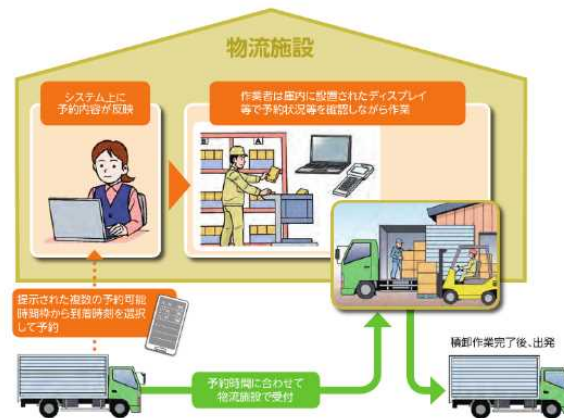 物流施設
システム上に
予約内容が反映
作業者は庫内に設置されたディスプレイ
等で予約状況等を確認しながら作業
A
提示された複数の予約可能
時間枠から到着時刻を選択
して予約
予約時間に合わせて
物流施設で受付
積卸作業完了後、出発